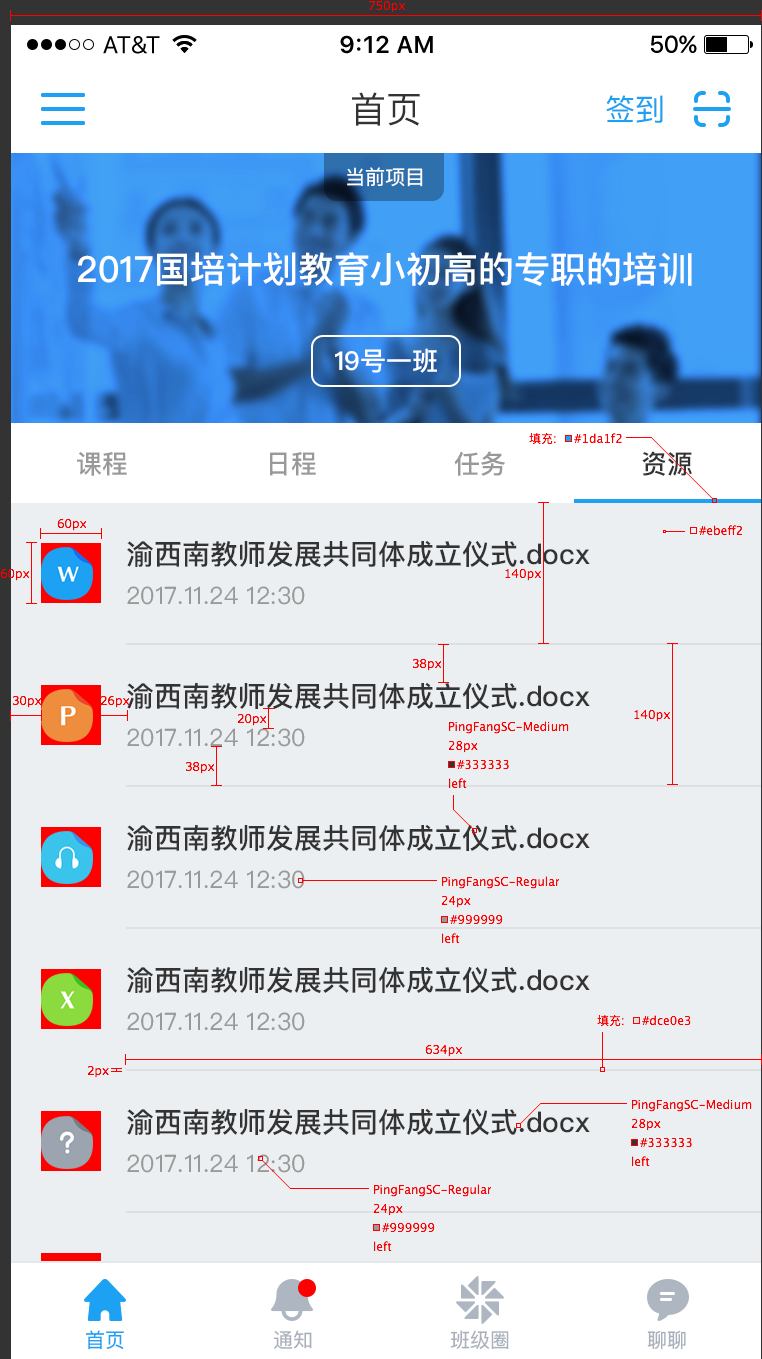 750px
AT&T
9:12 AM
50%
首页
签到
当前项目
2017国培计划教育小初高的专职的培训
19号一班
填充: #1da1f2
课程
日程
任务
资源
60px
#ebeff2
60px
W
渝西南教师发展共同体成立仪式.docx
140px
2017.11.24 12:30
38px
30px
P
26px
渝西南教师发展共同体成立仪式.docx
140px
20px
2017.11.24 12:30
38px
PingFangSC-Medium
28px
#333333
left
渝西南教师发展共同体成立仪式.docx
2017.11.24 12:30
PingFangSC-Regular
24px
#999999
left
X
渝西南教师发展共同体成立仪式.docx
2017.11.24 12:30
填充: #dce0e3
634px
2px
?
渝西南教师发展共同体成立仪式.docx
2017.11.24 12:30
PingFangSC-Medium
28px
#333333
left
PingFangSC-Regular
24px
#999999
left
首页
通知
班级圈
聊聊